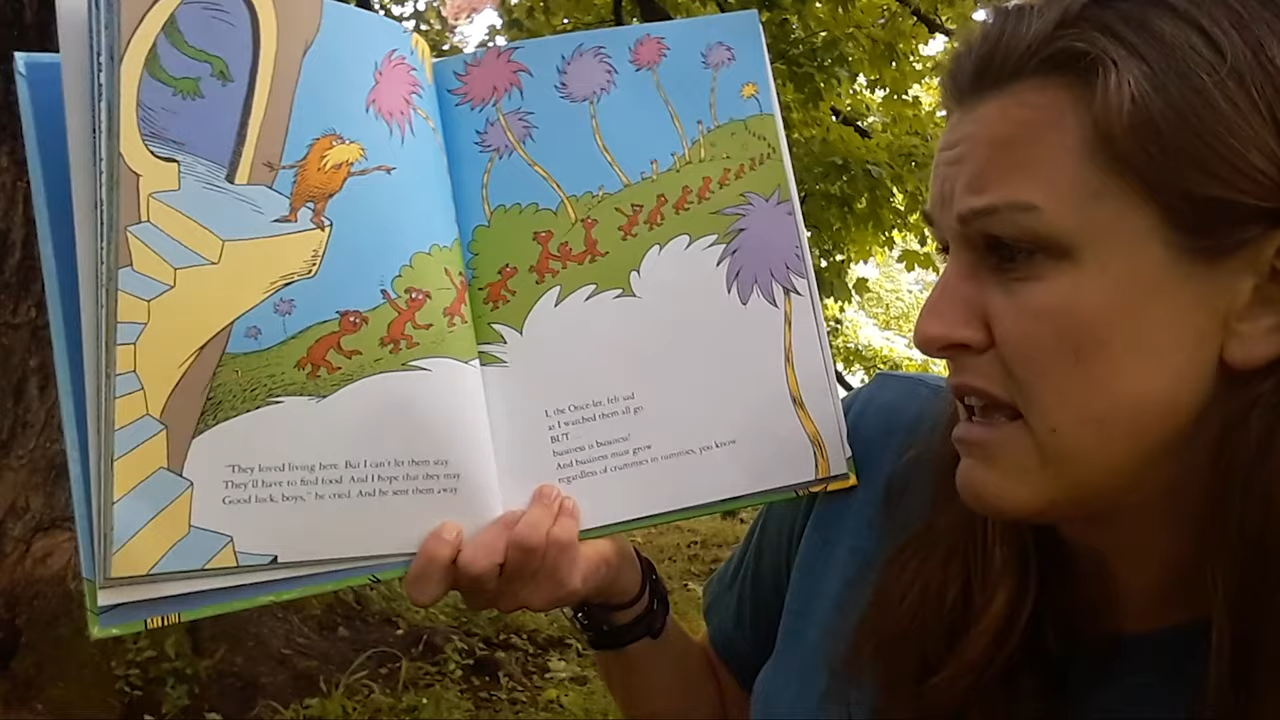 "They loved living here. But I can't let them stay.
They'll have to find food. And I hope that they may.
Good luck, boys," he cried. And he sent them away.
I, the Once-ler, felt sad
as I watched them all go.
BUT...
business is business!
And business must grow
regardless of crummies in tummies, you know.